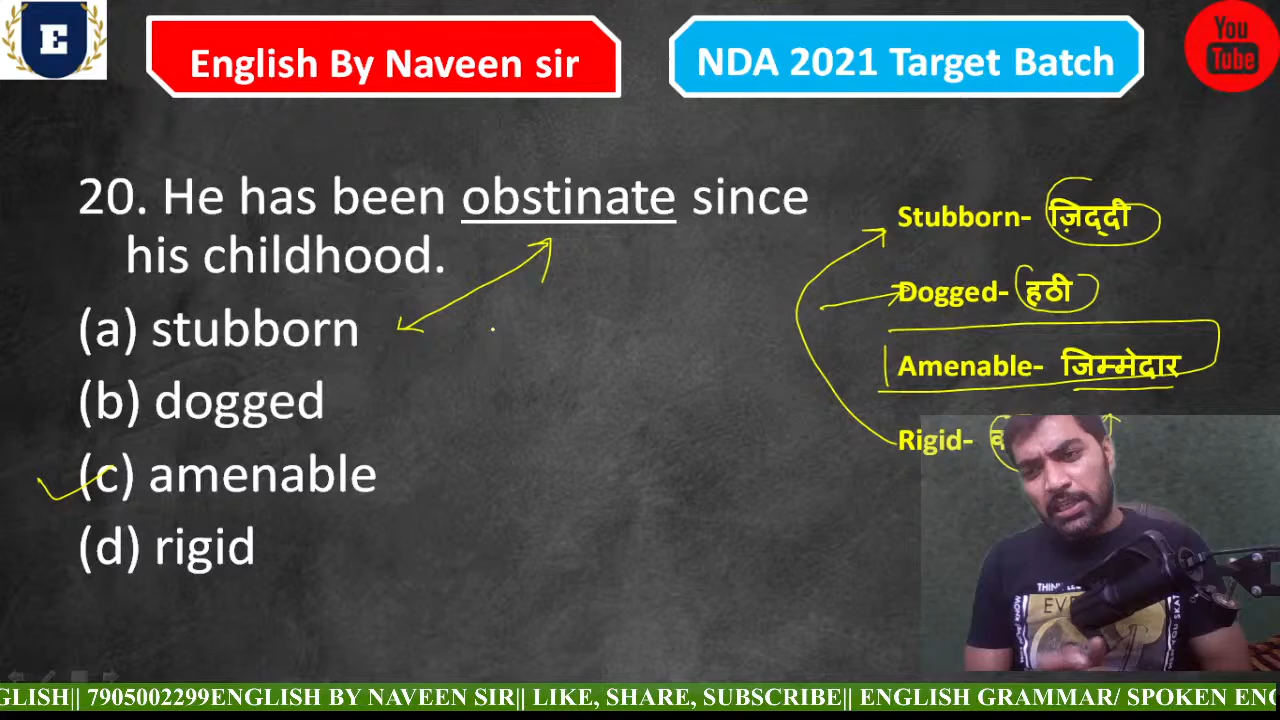 E
English By Naveen sir
NDA 2021 Target Batch
You
Tube
20. He has been obstinate since
his childhood.
(a) stubborn
(b) dogged
(c) amenable
(d) rigid
Stubborn- ज़िद्दी
Dogged- हठी
Amenable- जिम्मेदार
Rigid-
GLISH|| 7905002299ENGLISH BY NAVEEN SIR|| LIKE, SHARE, SUBSCRIBE|| ENGLISH GRAMMAR/ SPOKEN ENG